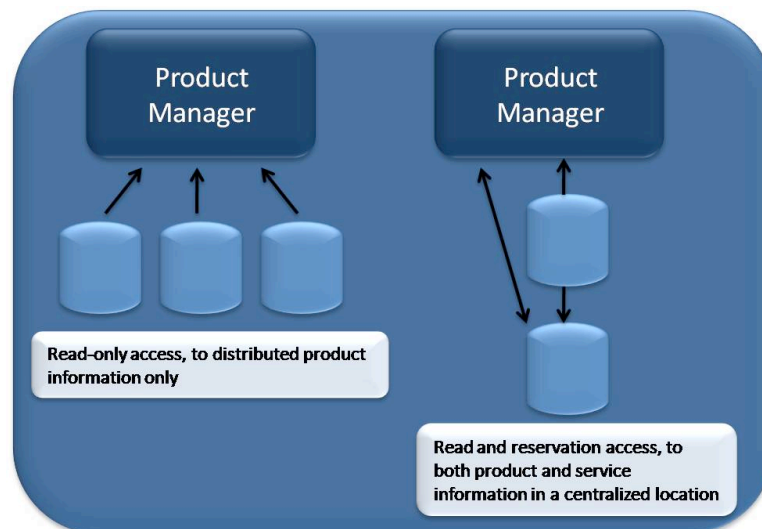 Product
Manager
Read-only access, to distributed product
information only
Product
Manager
Read and reservation access, to
both product and service
information in a centralized location